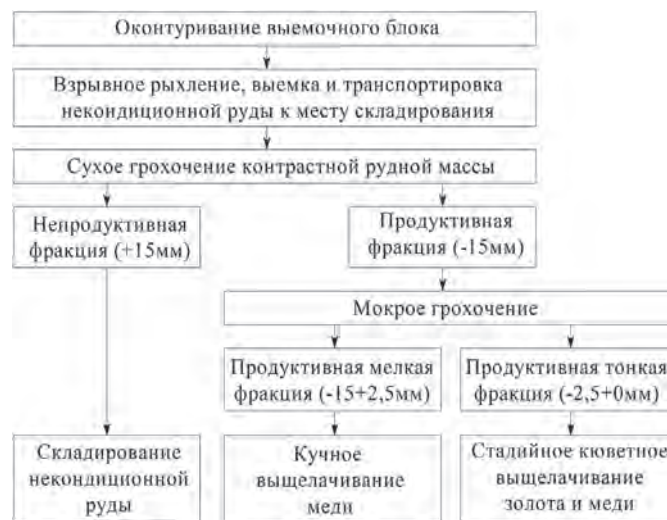 Оконтуривание выемочного блока
Взрывное рыхление, выемка и транспортировка
некондиционной руды к месту складирования
Сухое грохочение контрастной рудной массы
Непродуктивная
фракция (+15мм)
Продуктивная
фракция (-15мм)
Мокрое грохочение
Продуктивная мелкая
фракция (-15+2,5мм)
Продуктивная тонкая
фракция (-2,5+0мм)
Складирование
некондиционной
руды
Кучное
выщелачивание
меди
Стадийное кюветное
выщелачивание
золота и меди